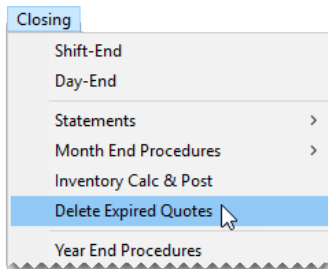 Closing
Shift-End
Day-End
Statements
Month End Procedures
Inventory Calc & Post
Delete Expired Quotes
Year End Procedures